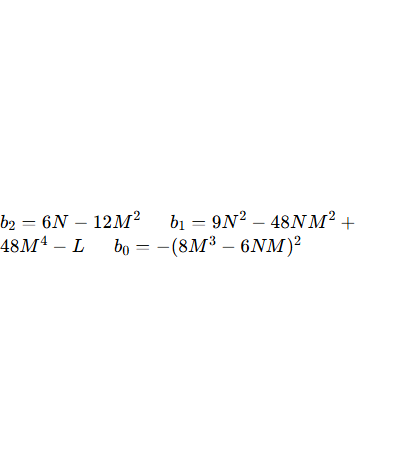 b₂ = 6N − 12M² b₁ = 9N² − 48NM² +
48M⁴ − L b₀ = −(8M³ − 6NM)²